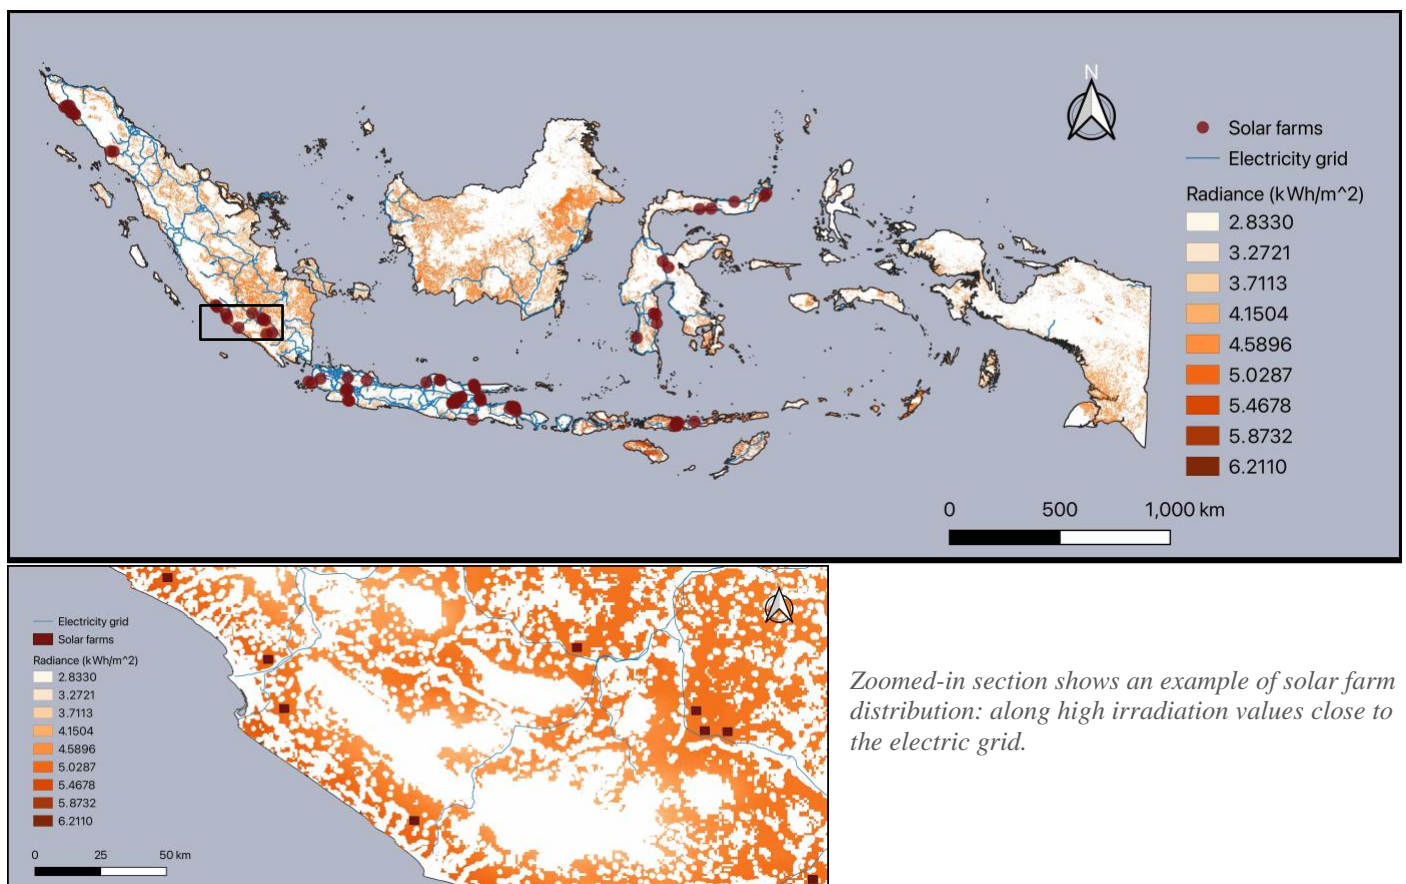 N
Solar farms
Electricity grid
Radiance (kWh/m^2)
2.8330
3.2721
3.7113
4.1504
4.5896
5.0287
5.4678
5.8732
6.2110
0 500 1,000 km
Electricity grid
Solar farms
Radiance (kWh/m^2)
2.8330
3.2721
3.7113
4.1504
4.5896
5.0287
5.4678
5.8732
6.2110
0 25 50 km
Zoomed-in section shows an example of solar farm
distribution: along high irradiation values close to
the electric grid.